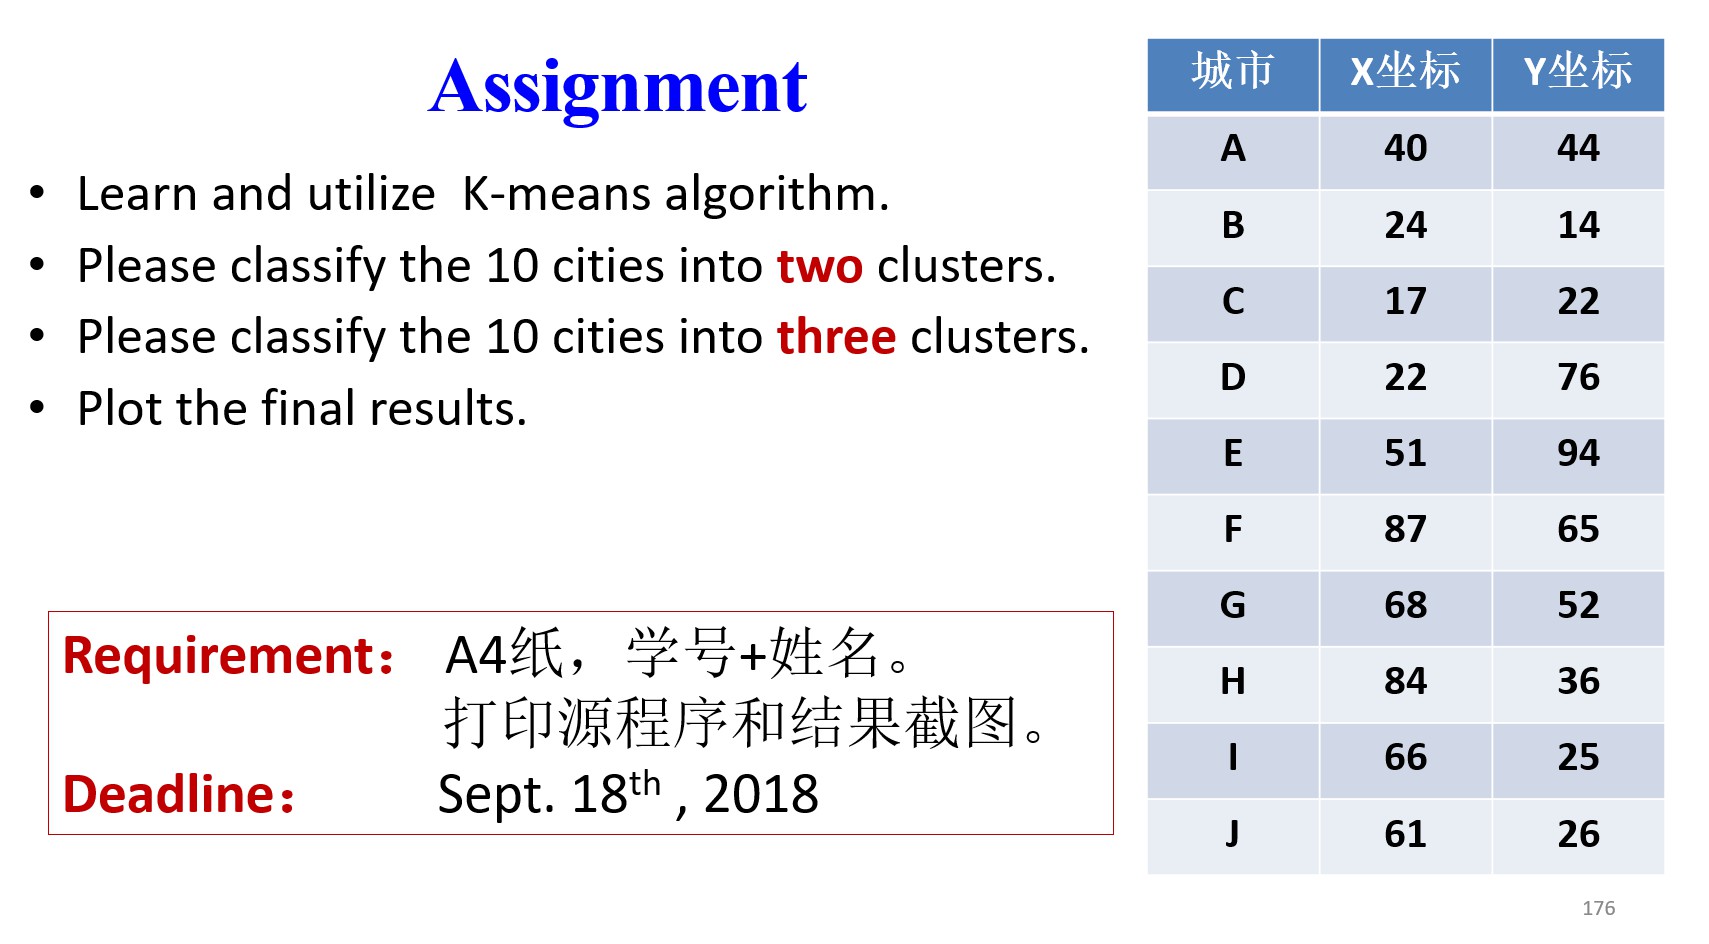 Assignment
• Learn and utilize K-means algorithm.
• Please classify the 10 cities into two clusters.
• Please classify the 10 cities into three clusters.
• Plot the final results.
Requirement： A4纸，学号+姓名。
打印源程序和结果截图。
Deadline： Sept. 18th , 2018
城市 X坐标 Y坐标
A 40 44
B 24 14
C 17 22
D 22 76
E 51 94
F 87 65
G 68 52
H 84 36
I 66 25
J 61 26
176